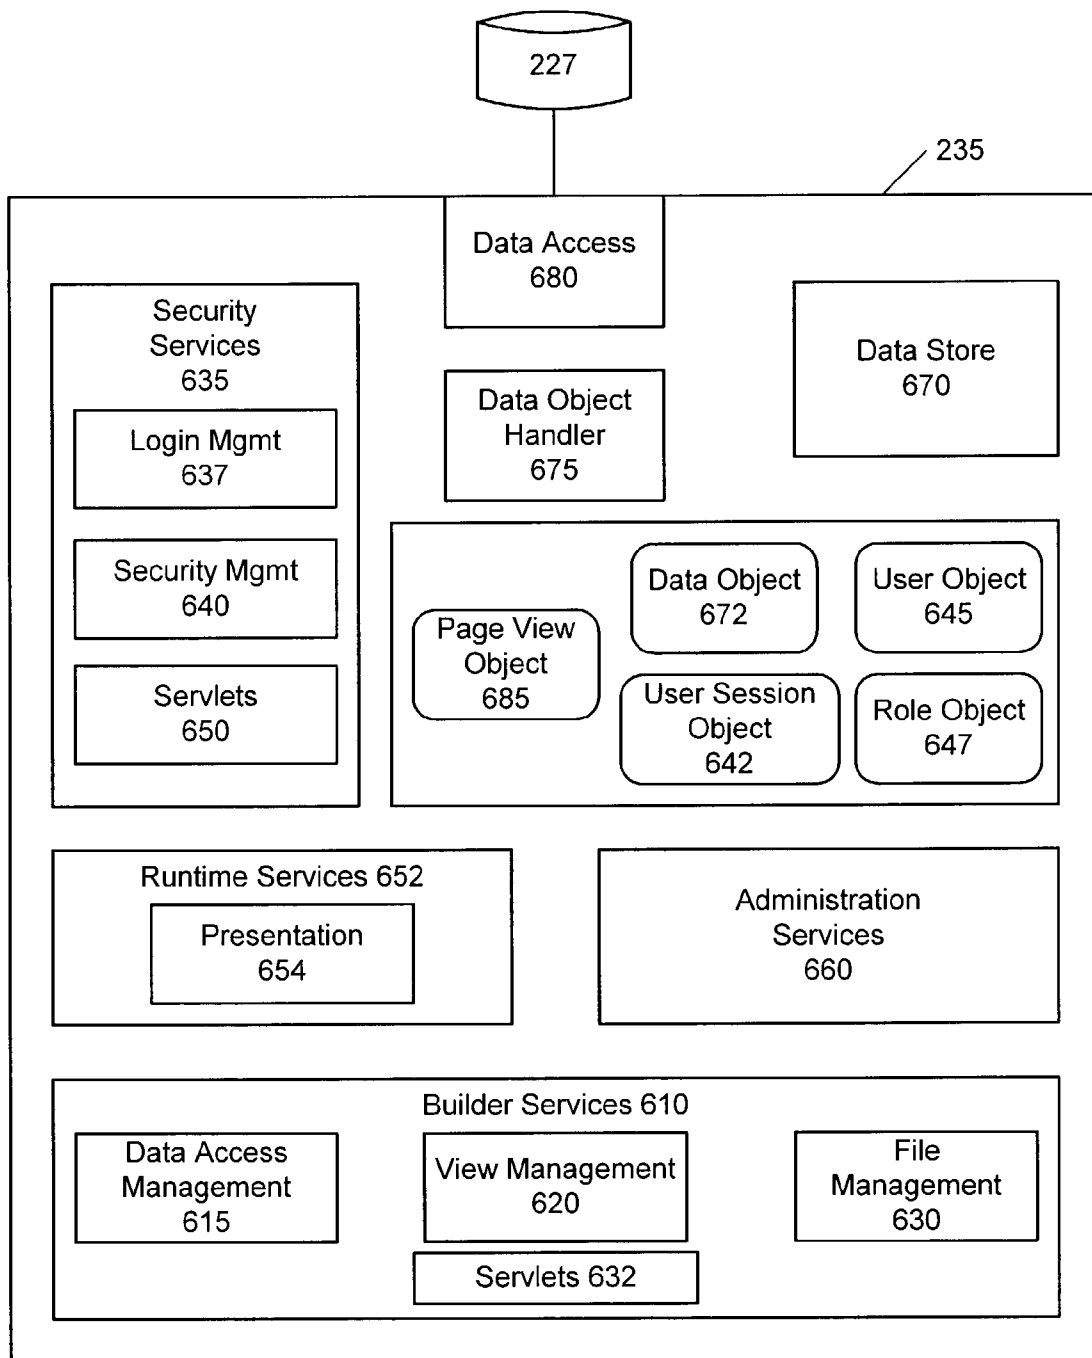 227
235
Data Access
680
Security
Services
635
Login Mgmt
637
Security Mgmt
640
Servlets
650
Data Object
Handler
675
Data Store
670
Page View
Object
685
Data Object
672
User Object
645
User Session
Object
642
Role Object
647
Runtime Services 652
Presentation
654
Administration
Services
660
Builder Services 610
Data Access
Management
615
View Management
620
File
Management
630
Servlets 632